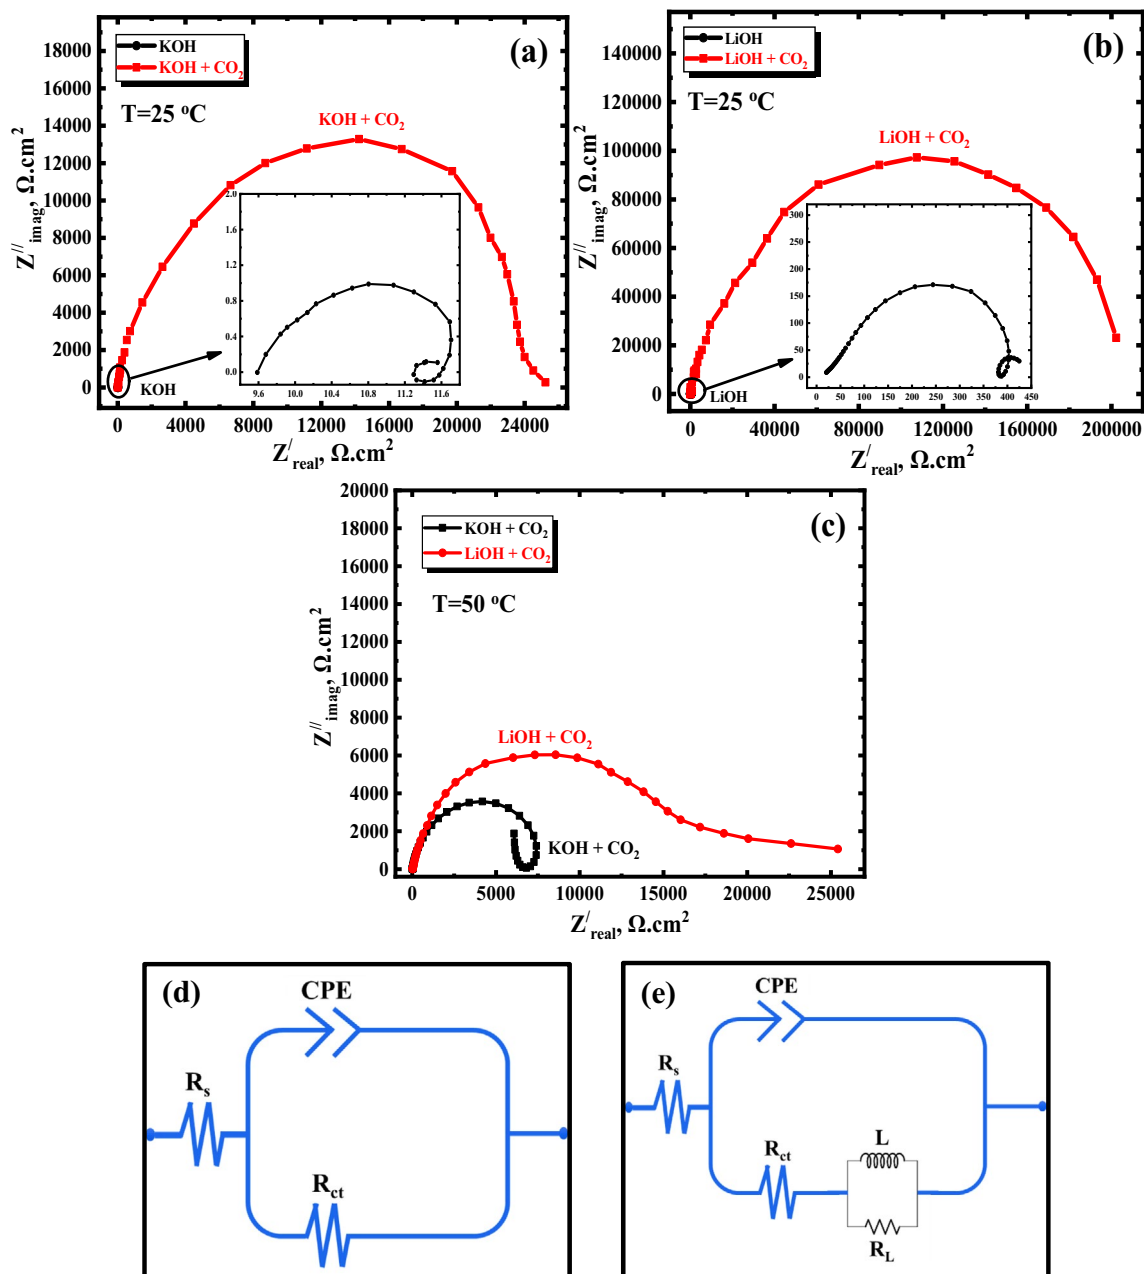 (a)
KOH
KOH + CO₂
T=25 °C
KOH + CO₂
KOH
Z//imag, Ω.cm²
18000
16000
14000
12000
10000
8000
6000
4000
2000
0
0 4000 8000 12000 16000 20000 24000
Z/real, Ω.cm²
2.0
1.6
1.2
0.8
0.4
0.0
9.6 10.0 10.4 10.8 11.2 11.6
(b)
LiOH
LiOH + CO₂
T=25 °C
LiOH + CO₂
LiOH
Z//imag, Ω.cm²
140000
120000
100000
80000
60000
40000
20000
0
0 40000 80000 120000 160000 200000
Z/real, Ω.cm²
300
250
200
150
100
50
0
0 50 100 150 200 250 300 350 400 450
(c)
KOH + CO₂
LiOH + CO₂
T=50 °C
LiOH + CO₂
KOH + CO₂
Z//imag, Ω.cm²
20000
18000
16000
14000
12000
10000
8000
6000
4000
2000
0
0 5000 10000 15000 20000 25000
Z/real, Ω.cm²
(d)
CPE
Rs
Rct
(e)
CPE
Rs
Rct
L
RL